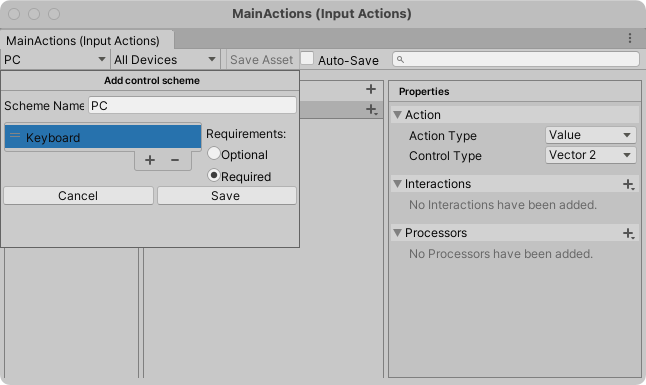 MainActions (Input Actions)
MainActions (Input Actions)
PC All Devices Save Asset Auto-Save
Add control scheme
Scheme Name PC
Keyboard
Requirements:
Optional
Required
Cancel Save
Properties
Action
Action Type Value
Control Type Vector 2
Interactions
No Interactions have been added.
Processors
No Processors have been added.